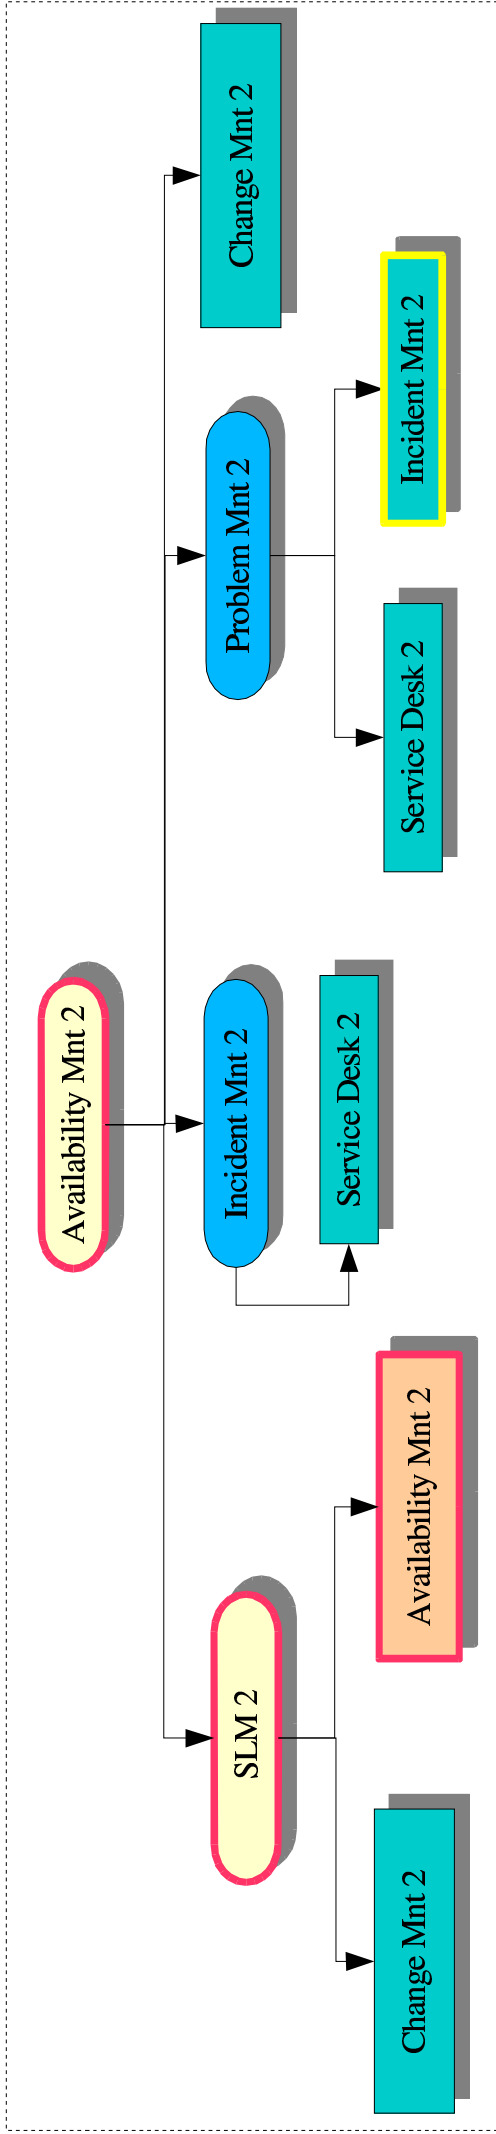 Availability Mnt 2
SLM 2
Incident Mnt 2
Problem Mnt 2
Change Mnt 2
Service Desk 2
Change Mnt 2
Availability Mnt 2
Service Desk 2
Incident Mnt 2